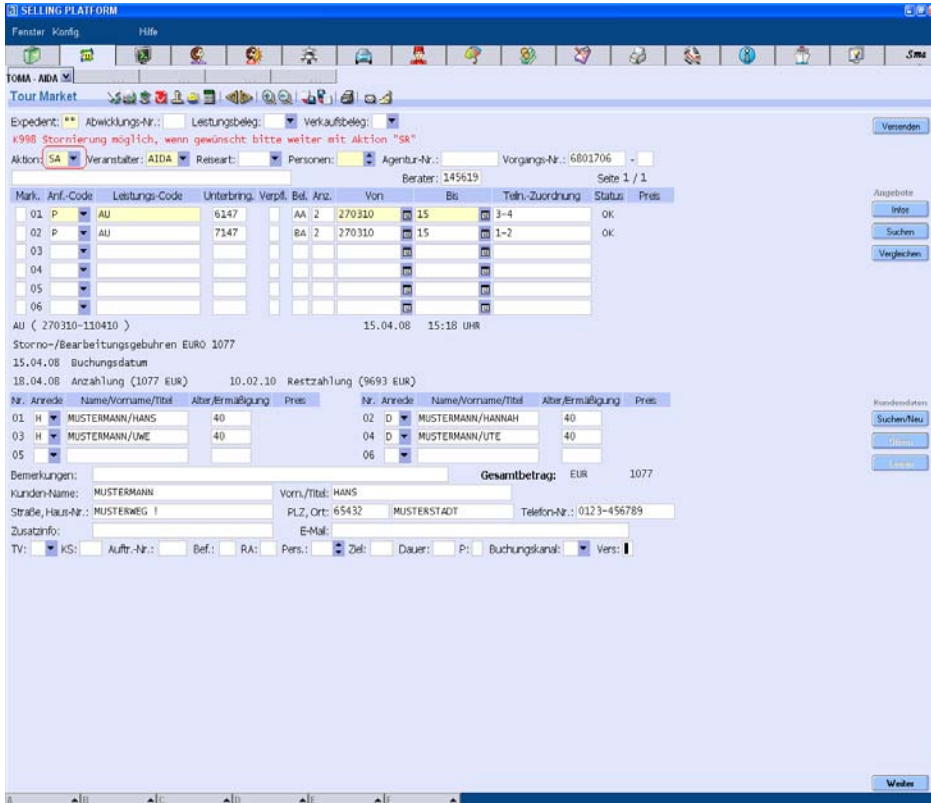 SELLING PLATFORM
Fenster Konfig. Hilfe
Sma
TOMA - AIDA
Tour Market
Expedient: ** Abwicklungs-Nr.: Leistungsbeleg: Verkaufsbeleg:
Versenden
K998 Stornierung möglich, wenn gewünscht bitte weiter mit Aktion "SR"
Aktion: SA Veranstalter: AIDA Reiseart: Personen: Agentur-Nr.: Vorgangs-Nr.: 6801706 -
Berater: 145619 Seite 1 / 1
Mark. Anf.-Code Leistungs-Code Unterbring. Verpfl. Bel. Anz. Von Bis Teiln.-Zuordnung Status Preis
Angebote
01 P AU 6147 AA 2 270310 15 3-4 OK
Infos
02 P AU 7147 BA 2 270310 15 1-2 OK
Suchen
03
Vergleichen
04
05
06
AU ( 270310-110410 ) 15.04.08 15:18 UHR
Storno-/Bearbeitungsgebuhren EURO 1077
15.04.08 Buchungsdatum
18.04.08 Anzahlung (1077 EUR) 10.02.10 Restzahlung (9693 EUR)
Nr. Anrede Name/Vorname/Titel Alter/Ermäßigung Preis Nr. Anrede Name/Vorname/Titel Alter/Ermäßigung Preis
Kundendaten
01 H MUSTERMANN/HANS 40 02 D MUSTERMANN/HANNAH 40
Suchen/Neu
03 H MUSTERMANN/UWE 40 04 D MUSTERMANN/UTE 40
05 06
Bemerkungen: Gesamtbetrag: EUR 1077
Kunden-Name: MUSTERMANN Vorn./Titel: HANS
Straße, Haus-Nr.: MUSTERWEG ! PLZ, Ort: 65432 MUSTERSTADT Telefon-Nr.: 0123-456789
Zusatzinfo: E-Mail:
TV: KS: Auftr.-Nr.: Bef.: RA: Pers.: Ziel: Dauer: P: Buchungskanal: Vers:
Weiter
A B C D E F